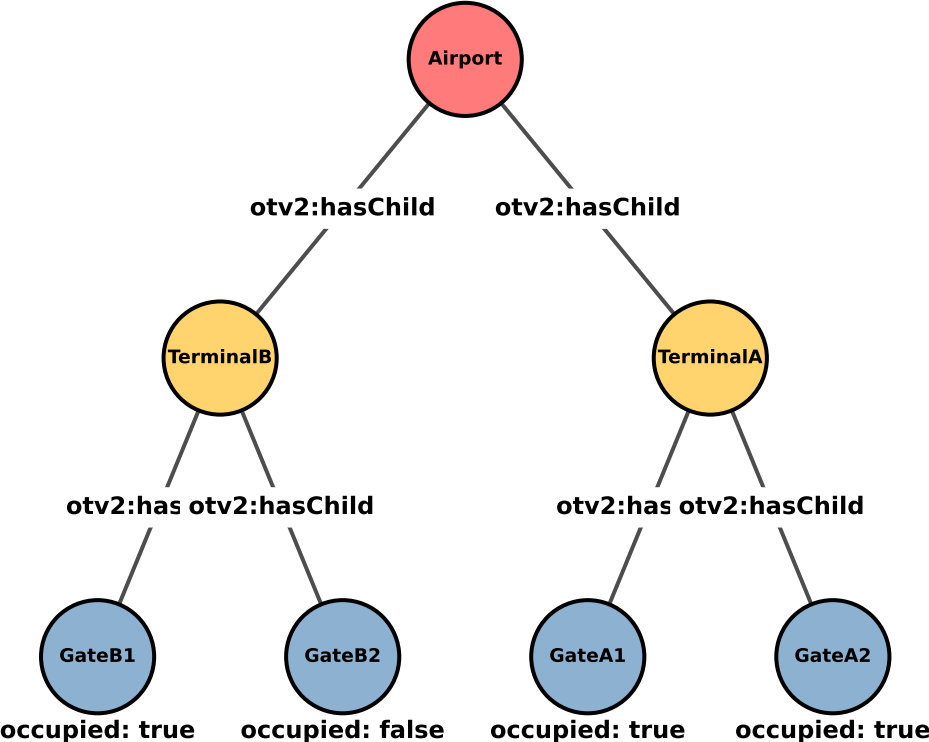 Airport
otv2:hasChild otv2:hasChild
TerminalB TerminalA
otv2:has otv2:hasChild otv2:has otv2:hasChild
GateB1 GateB2 GateA1 GateA2
occupied: true occupied: false occupied: true occupied: true